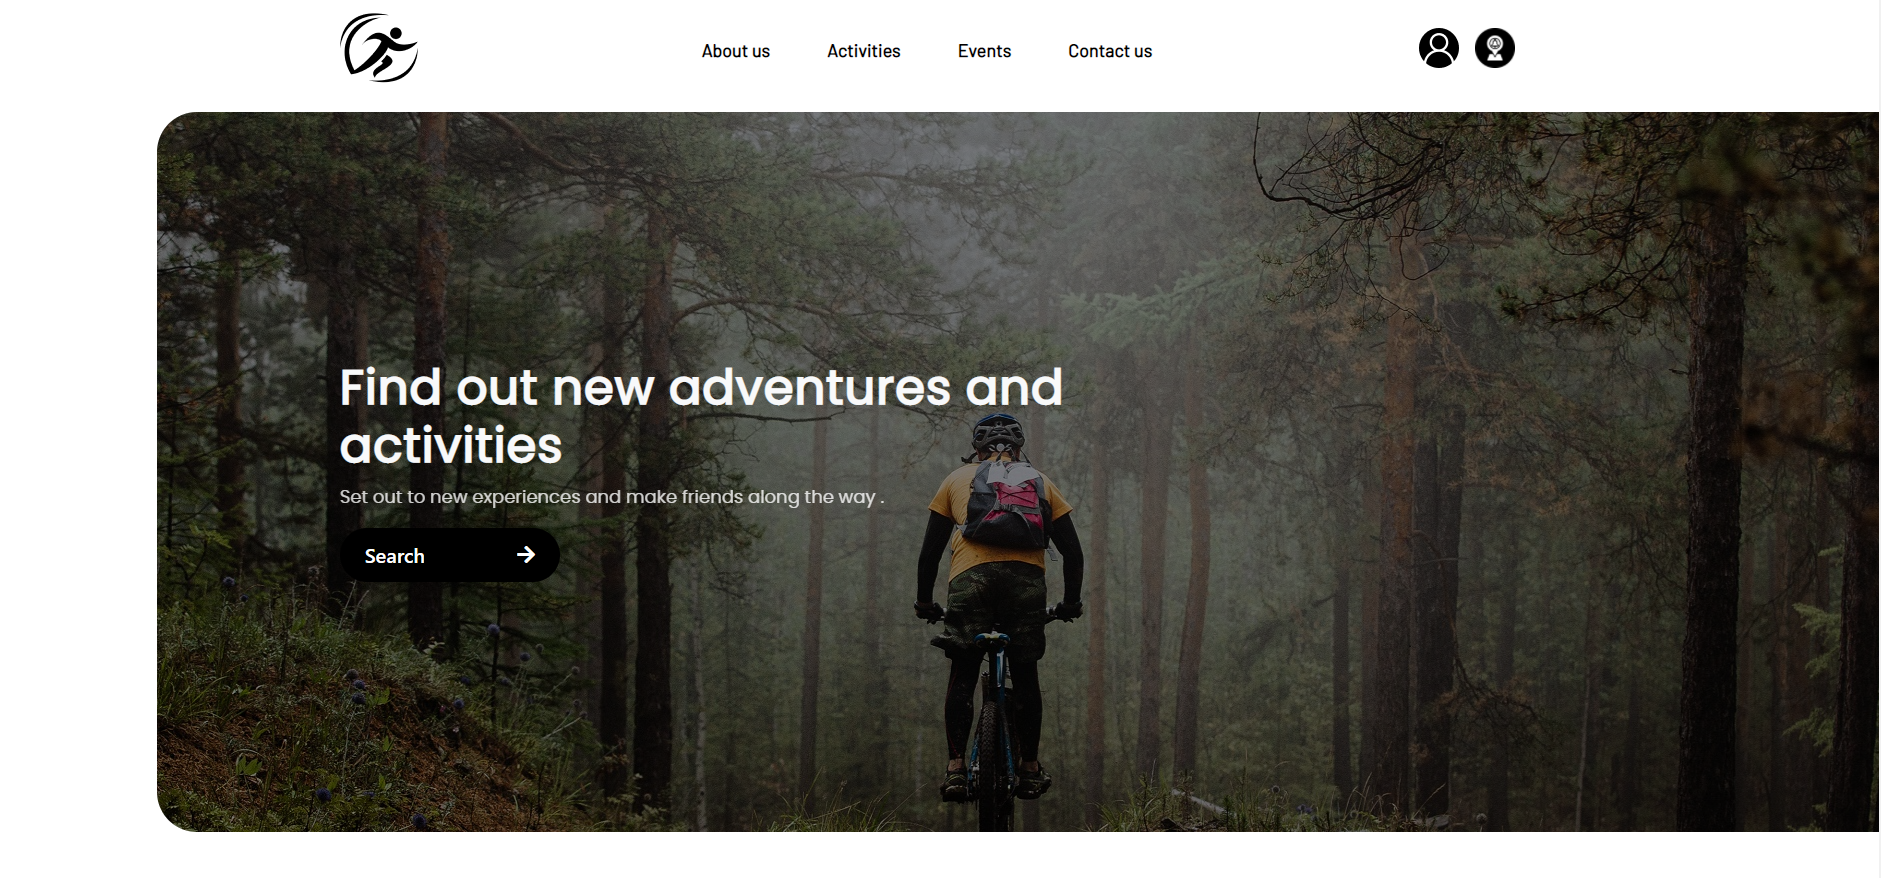 About us
Activities
Events
Contact us
Find out new adventures and
activities
Set out to new experiences and make friends along the way .
Search